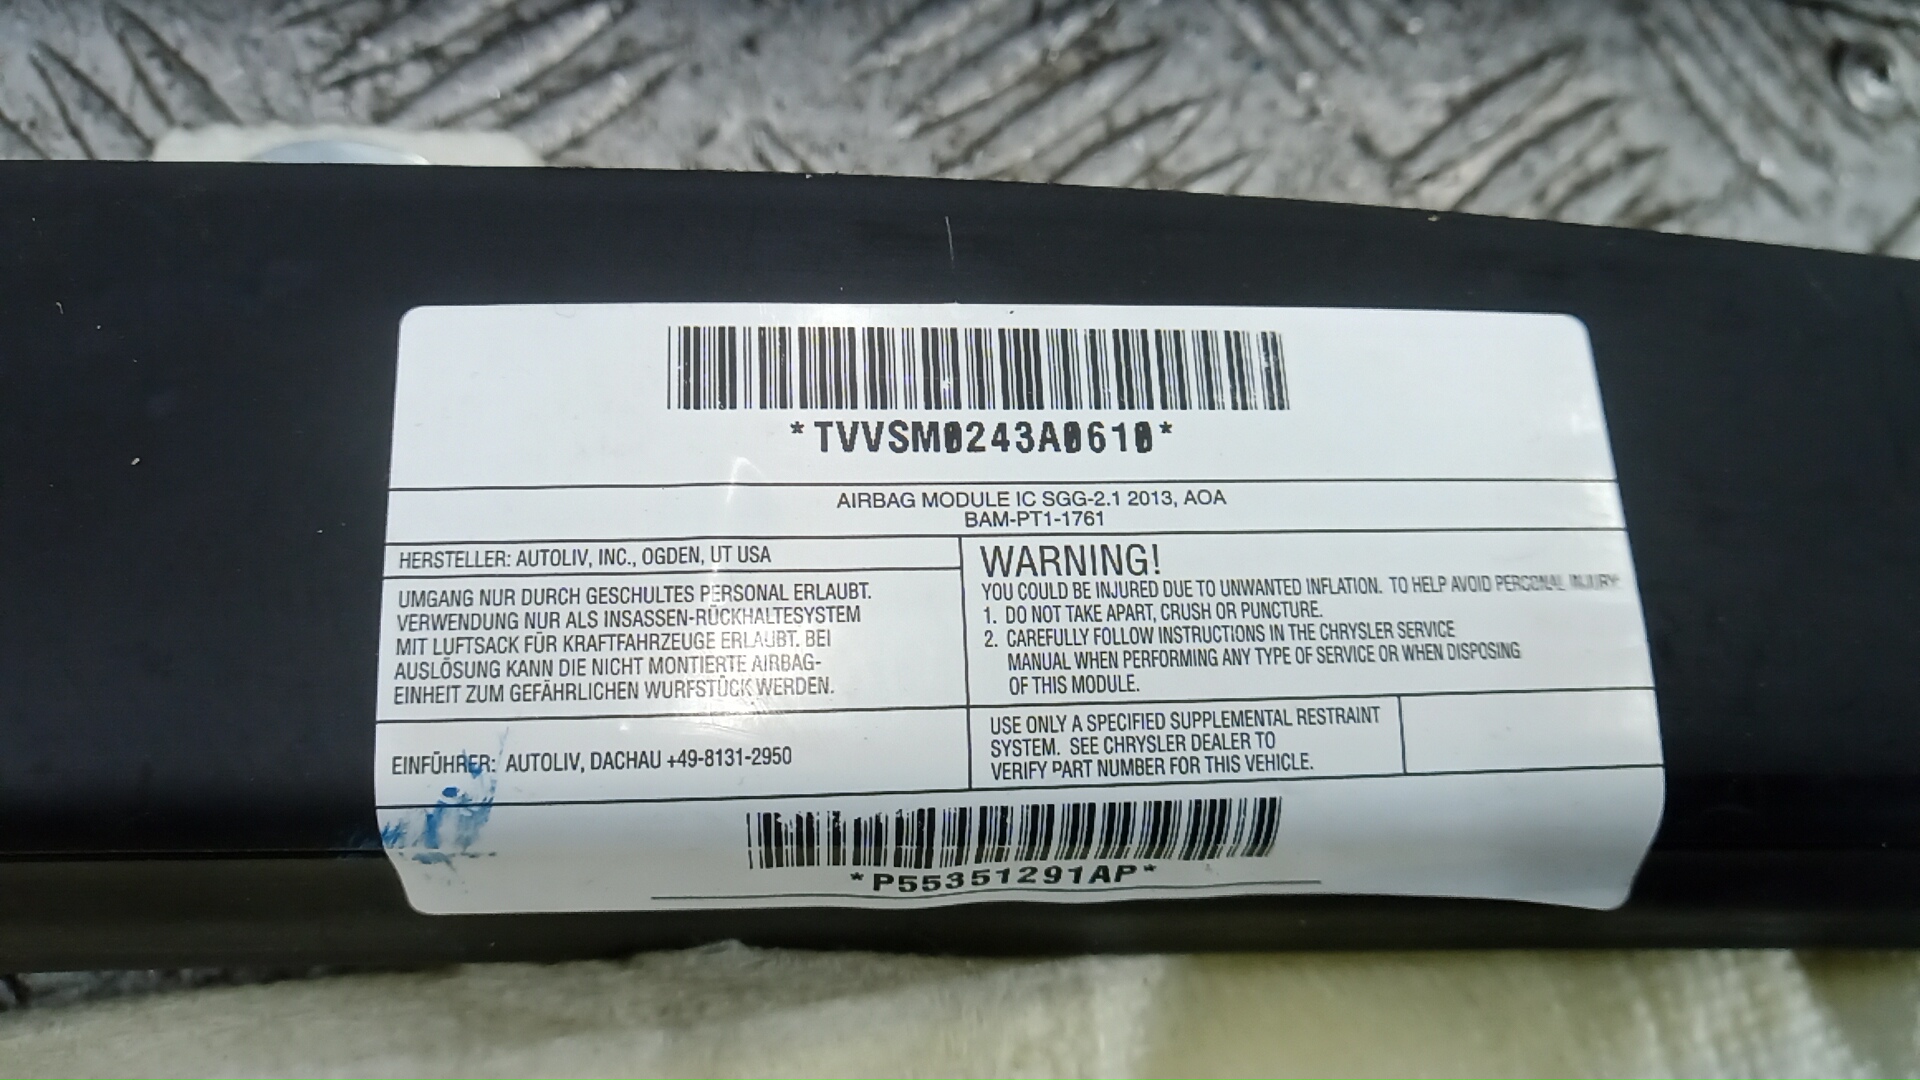 *TVVSM0243A0610*
AIRBAG MODULE IC SGG-2.1 2013, AOA
BAM-PT1-1761
HERSTELLER: AUTOLIV, INC., OGDEN, UT USA
UMGANG NUR DURCH GESCHULTES PERSONAL ERLAUBT.
VERWENDUNG NUR ALS INSASSEN-RÜCKHALTESYSTEM
MIT LUFTSACK FÜR KRAFTFAHRZEUGE ERLAUBT. BEI
AUSLÖSUNG KANN DIE NICHT MONTIERTE AIRBAG-
EINHEIT ZUM GEFÄHRLICHEN WURFSTÜCK WERDEN.
EINFÜHRER: AUTOLIV, DACHAU +49-8131-2950
WARNING!
YOU COULD BE INJURED DUE TO UNWANTED INFLATION. TO HELP AVOID PERSONAL INJURY:
1. DO NOT TAKE APART, CRUSH OR PUNCTURE.
2. CAREFULLY FOLLOW INSTRUCTIONS IN THE CHRYSLER SERVICE
MANUAL WHEN PERFORMING ANY TYPE OF SERVICE OR WHEN DISPOSING
OF THIS MODULE.
USE ONLY A SPECIFIED SUPPLEMENTAL RESTRAINT
SYSTEM. SEE CHRYSLER DEALER TO
VERIFY PART NUMBER FOR THIS VEHICLE.
*P55351291AP*